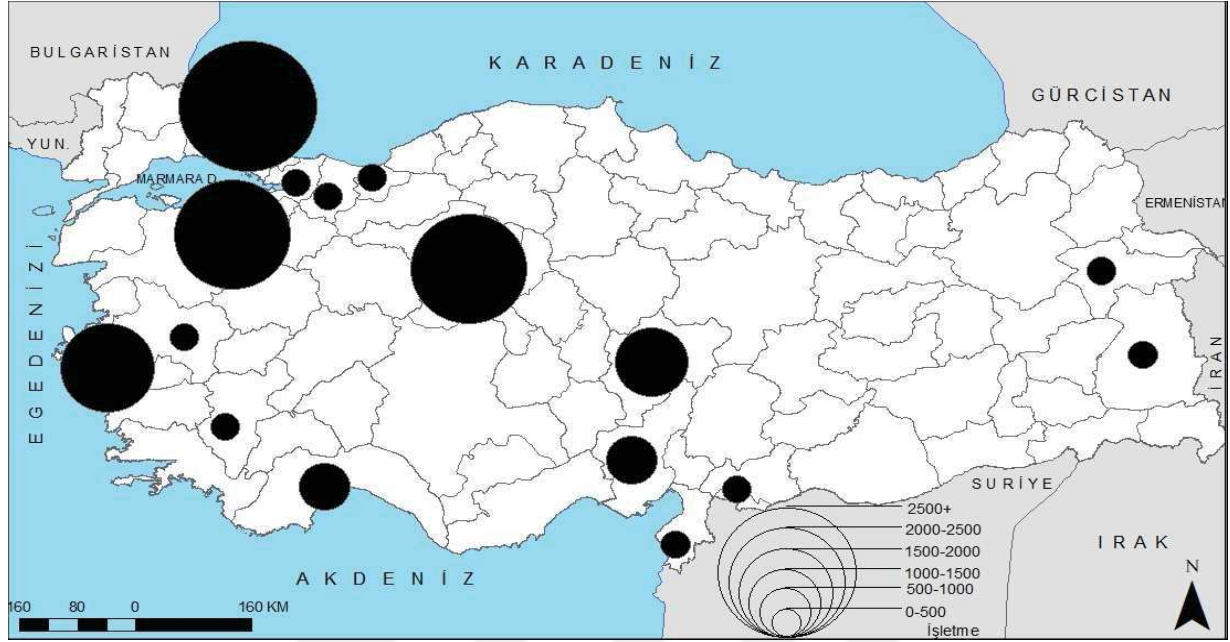 BULGARİSTAN
KARADENİZ
GÜRCİSTAN
YUN.
MARMARA D.
ERMENİSTAN
EGEDENİZİ
İRAN
SURİYE
IRAK
AKDENİZ
2500+
2000-2500
1500-2000
1000-1500
500-1000
0-500
İşletme
N
160 80 0 160 KM